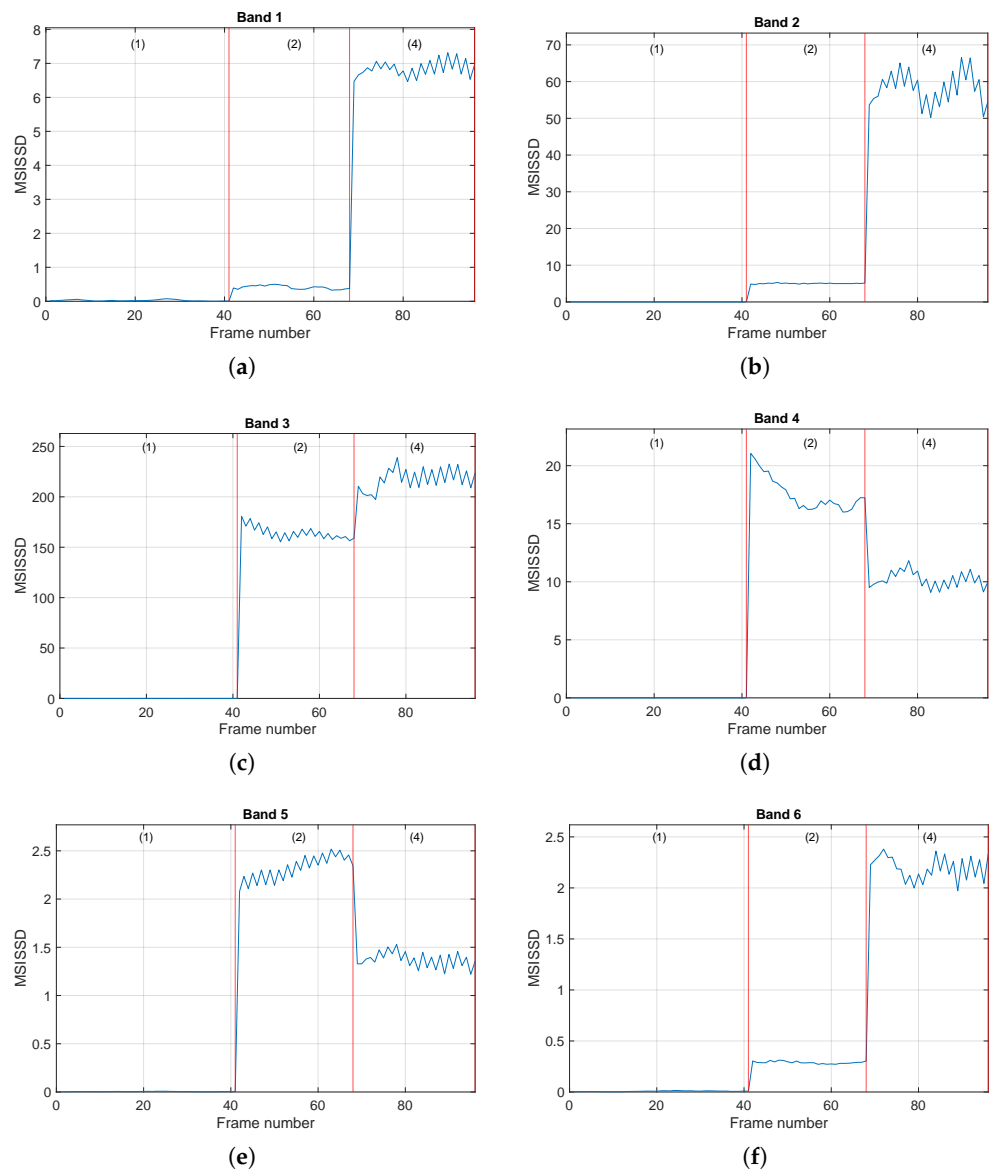 Band 1
(1) (2) (4)
8
7
6
5
4
3
2
1
0
MSISSD
0 20 40 60 80
Frame number
(a)
Band 2
(1) (2) (4)
70
60
50
40
30
20
10
0
MSISSD
0 20 40 60 80
Frame number
(b)
Band 3
(1) (2) (4)
250
200
150
100
50
0
MSISSD
0 20 40 60 80
Frame number
(c)
Band 4
(1) (2) (4)
20
15
10
5
0
MSISSD
0 20 40 60 80
Frame number
(d)
Band 5
(1) (2) (4)
2.5
2
1.5
1
0.5
0
MSISSD
0 20 40 60 80
Frame number
(e)
Band 6
(1) (2) (4)
2.5
2
1.5
1
0.5
0
MSISSD
0 20 40 60 80
Frame number
(f)